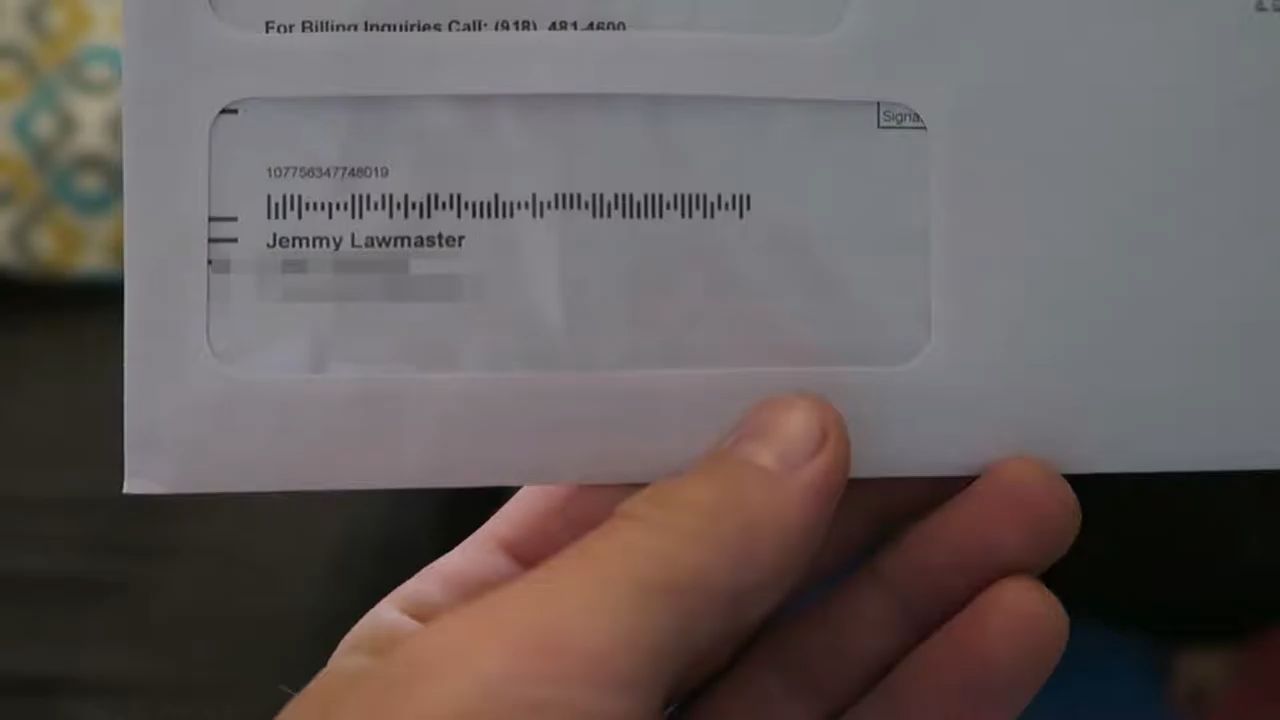 For Billing Inquiries Call: (918) 481-4600
Signa
107756347748019
Jemmy Lawmaster